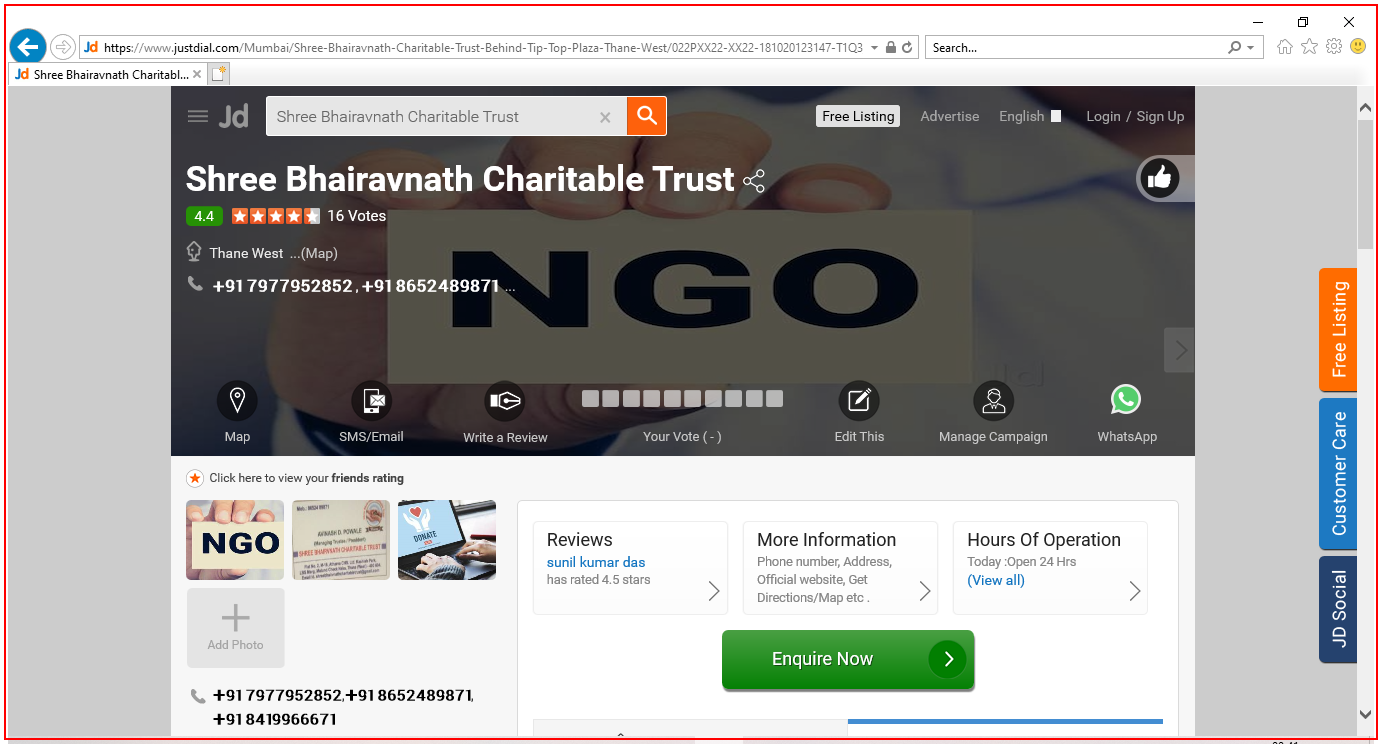 Jd https://www.justdial.com/Mumbai/Shree-Bhairavnath-Charitable-Trust-Behind-Tip-Top-Plaza-Thane-West/022PXX22-XX22-181020123147-T1Q3
Search...
Jd Shree Bhairavnath Charitabl...
Jd
Shree Bhairavnath Charitable Trust
Free Listing
Advertise
English
Login / Sign Up
Shree Bhairavnath Charitable Trust
4.4 16 Votes
Thane West ...(Map)
+91 7977952852 , +91 8652489871 ...
NGO
Jd
Map
SMS/Email
Write a Review
Your Vote ( - )
Edit This
Manage Campaign
WhatsApp
Free Listing
Customer Care
JD Social
Click here to view your friends rating
NGO
AVINASH D. POWALE
(Managing Trustee / President)
SHREE BHAIRAVNATH CHARITABLE TRUST
DONATE
Add Photo
+91 7977952852,+91 8652489871,
+91 8419966671
Reviews
sunil kumar das
has rated 4.5 stars
More Information
Phone number, Address,
Official website, Get
Directions/Map etc .
Hours Of Operation
Today :Open 24 Hrs
(View all)
Enquire Now